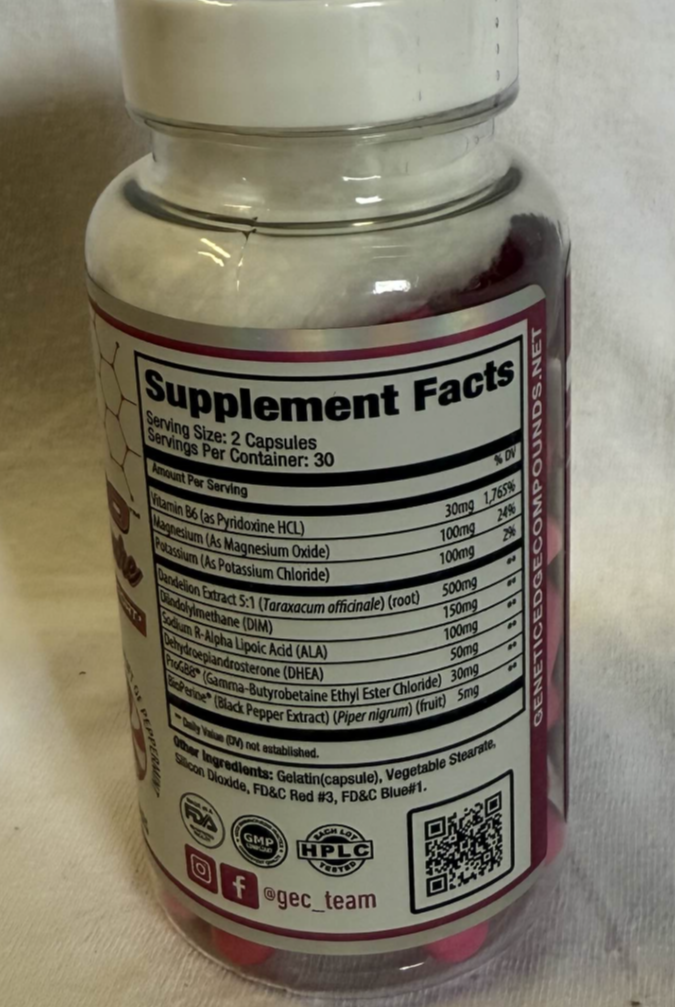 Supplement Facts
Serving Size: 2 Capsules
Servings Per Container: 30
Amount Per Serving % DV
Vitamin B6 (as Pyridoxine HCL) 30mg 1,765%
Magnesium (As Magnesium Oxide) 100mg 24%
Potassium (As Potassium Chloride) 100mg 2%
Dandelion Extract 5:1 (Taraxacum officinale) (root) 500mg **
Diindolylmethane (DIM) 150mg **
Sodium R-Alpha Lipoic Acid (ALA) 100mg **
Dehydroepiandrosterone (DHEA) 50mg **
ProGBB® (Gamma-Butyrobetaine Ethyl Ester Chloride) 30mg **
BioPerine® (Black Pepper Extract) (Piper nigrum) (fruit) 5mg **
** Daily Value (DV) not established.
Other Ingredients: Gelatin(capsule), Vegetable Stearate,
Silicon Dioxide, FD&C Red #3, FD&C Blue#1.
FDA
GMP
EACH LOT
HPLC
TESTED
@gec_team
GENETICEDGECOMPOUNDS.NET